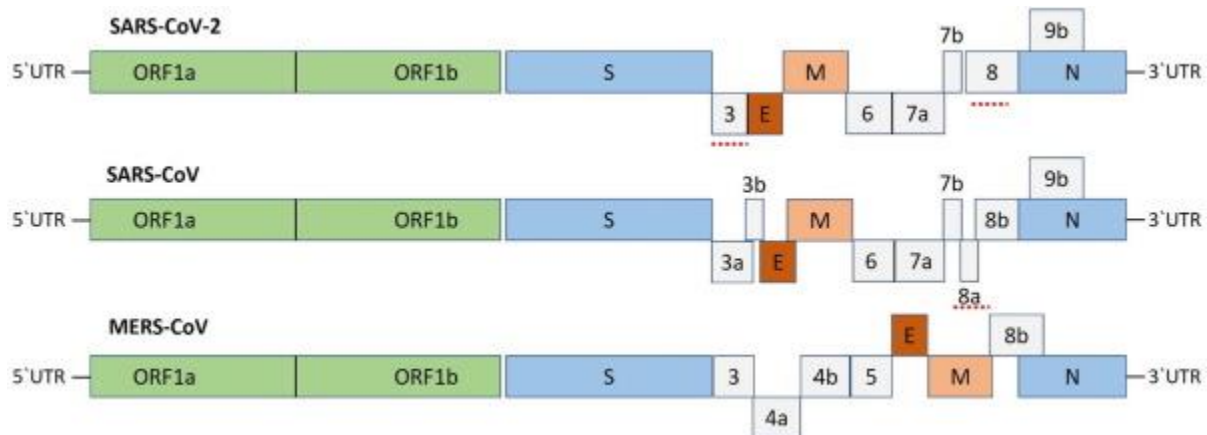 SARS-CoV-2
7b
9b
5`UTR ORF1a ORF1b S M 8 N 3`UTR
3 E 6 7a
SARS-CoV
3b 7b 9b
5`UTR ORF1a ORF1b S M 8b N 3`UTR
3a E 6 7a
8a
MERS-CoV
E 8b
5`UTR ORF1a ORF1b S 3 4b 5 M N 3`UTR
4a